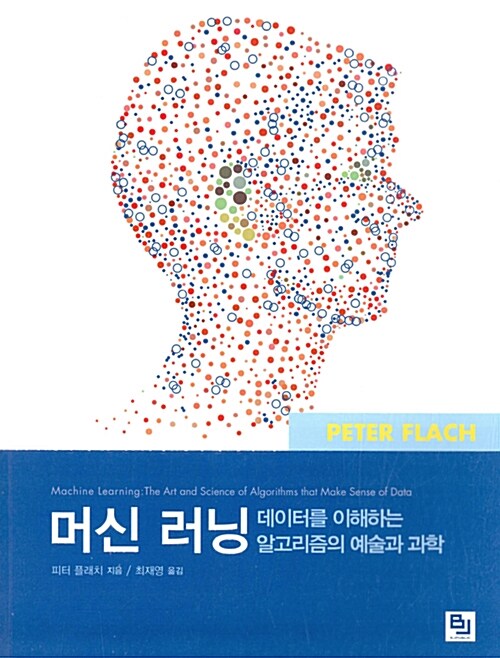 PETER FLACH
Machine Learning: The Art and Science of Algorithms that Make Sense of Data
머신 러닝
데이터를 이해하는
알고리즘의 예술과 과학
피터 플래치 지음 / 최재영 옮김
BJ